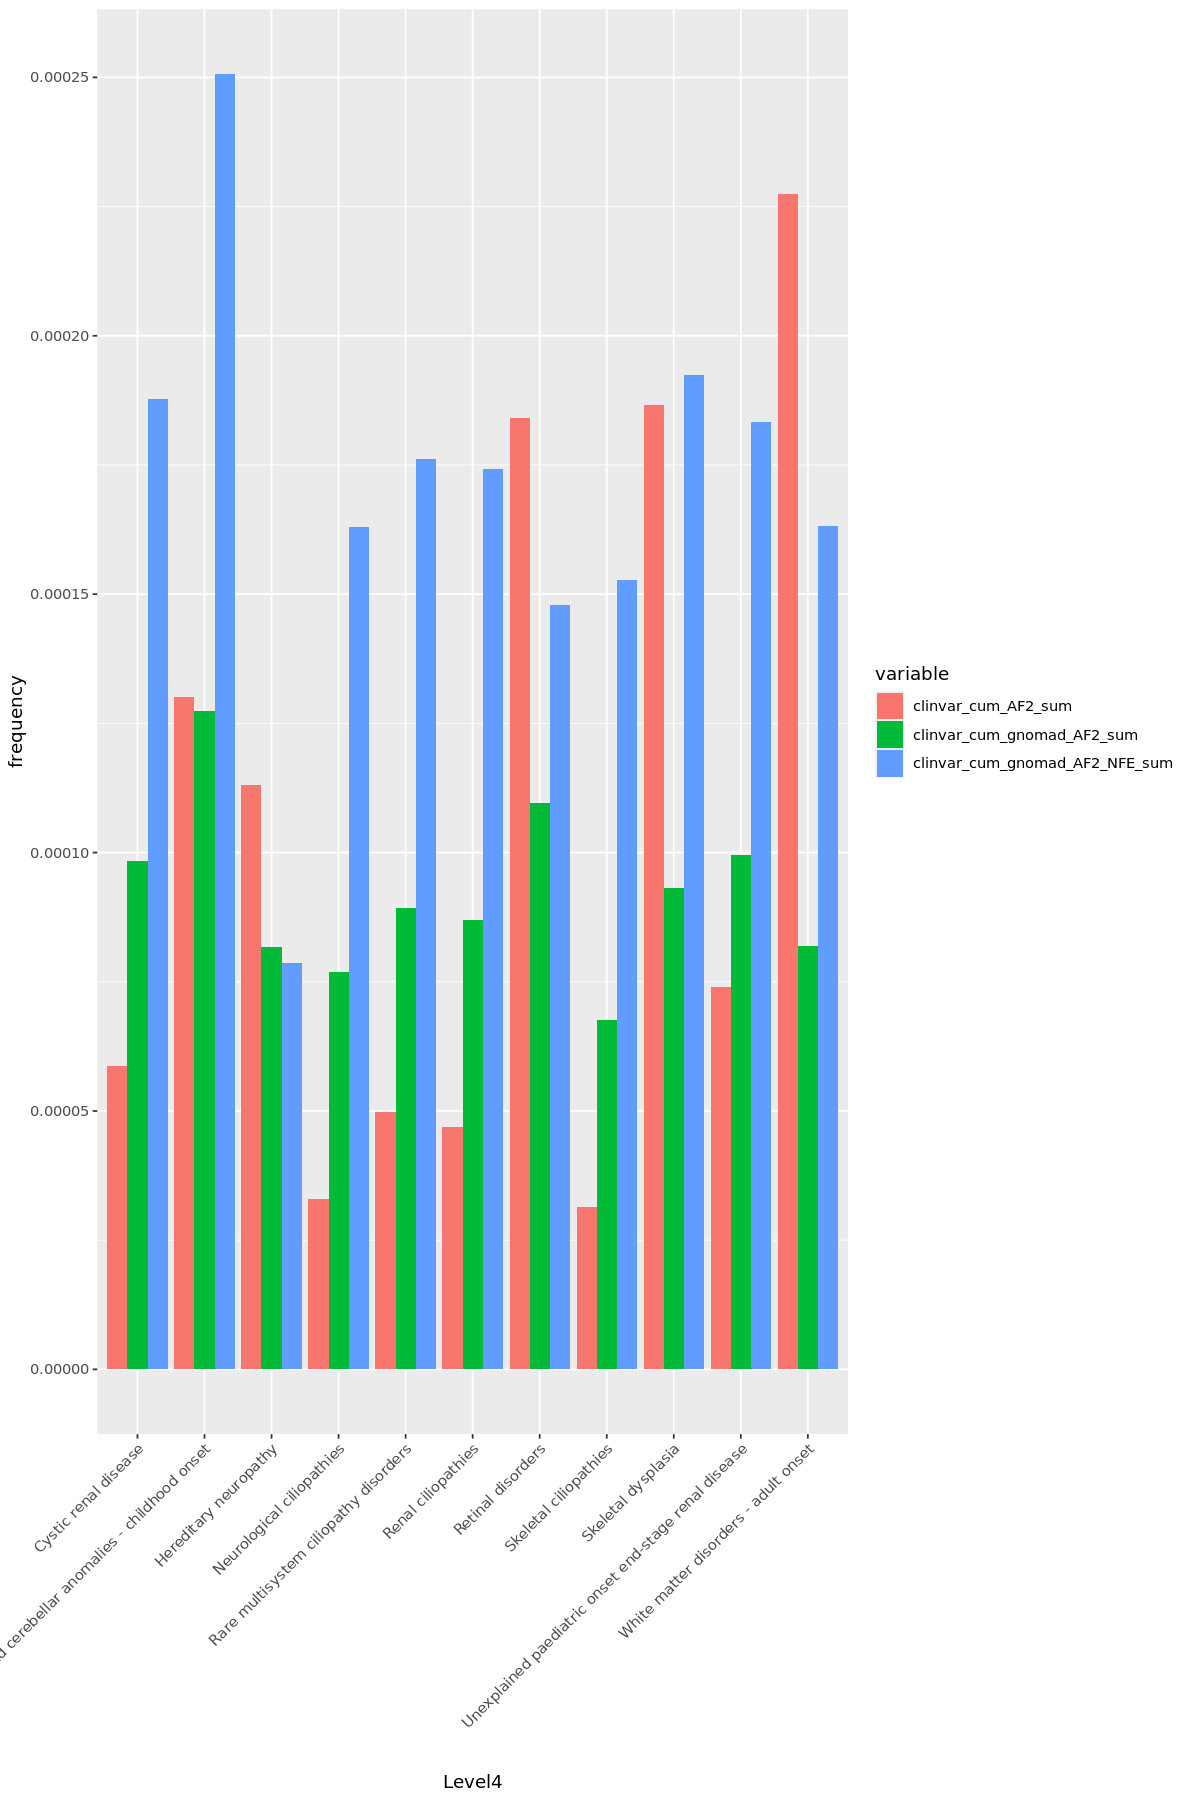 0.00025
0.00020
0.00015
0.00010
0.00005
0.00000
frequency
Cystic renal disease
cerebellar anomalies - childhood onset
Hereditary neuropathy
Neurological ciliopathies
Rare multisystem ciliopathy disorders
Renal ciliopathies
Retinal disorders
Skeletal ciliopathies
Skeletal dysplasia
Unexplained paediatric onset end-stage renal disease
White matter disorders - adult onset
Level4
variable
clinvar_cum_AF2_sum
clinvar_cum_gnomad_AF2_sum
clinvar_cum_gnomad_AF2_NFE_sum